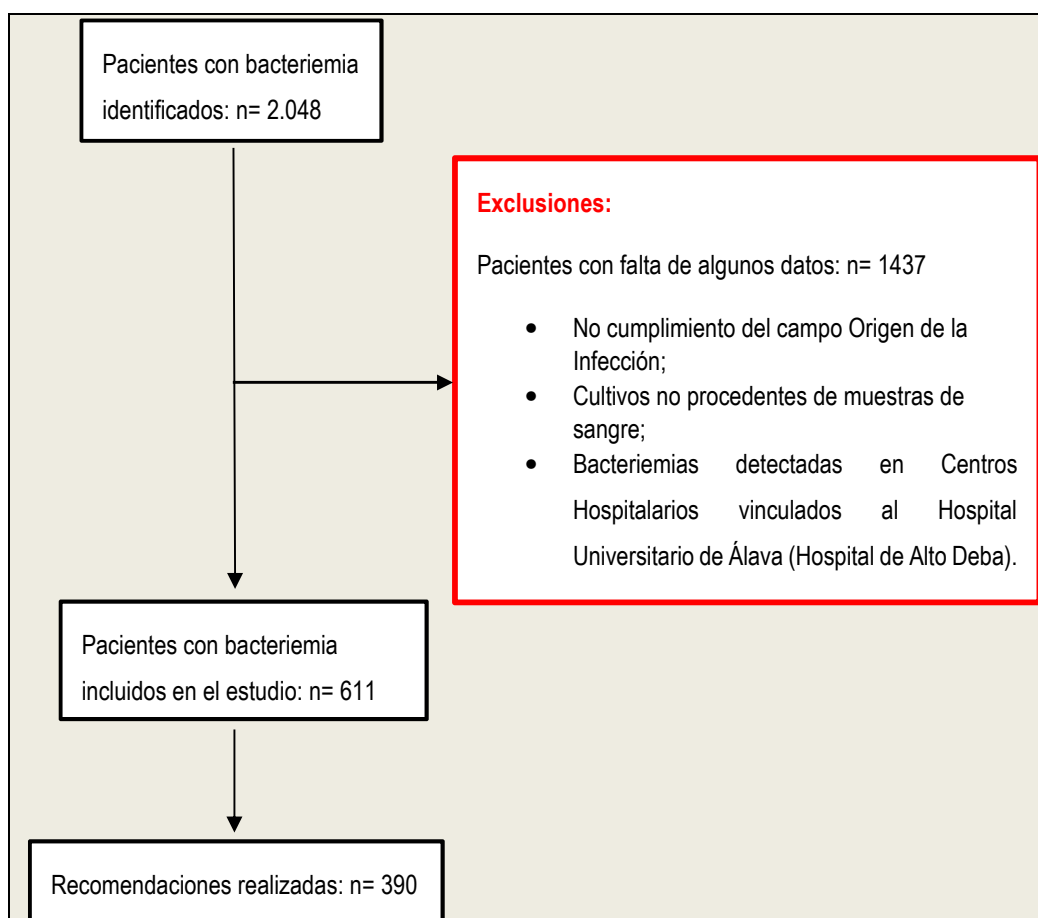 Pacientes con bacteriemia
identificados: n= 2.048
Exclusiones:
Pacientes con falta de algunos datos: n= 1437
• No cumplimiento del campo Origen de la
Infección;
• Cultivos no procedentes de muestras de
sangre;
• Bacteriemias detectadas en Centros
Hospitalarios vinculados al Hospital
Universitario de Álava (Hospital de Alto Deba).
Pacientes con bacteriemia
incluidos en el estudio: n= 611
Recomendaciones realizadas: n= 390